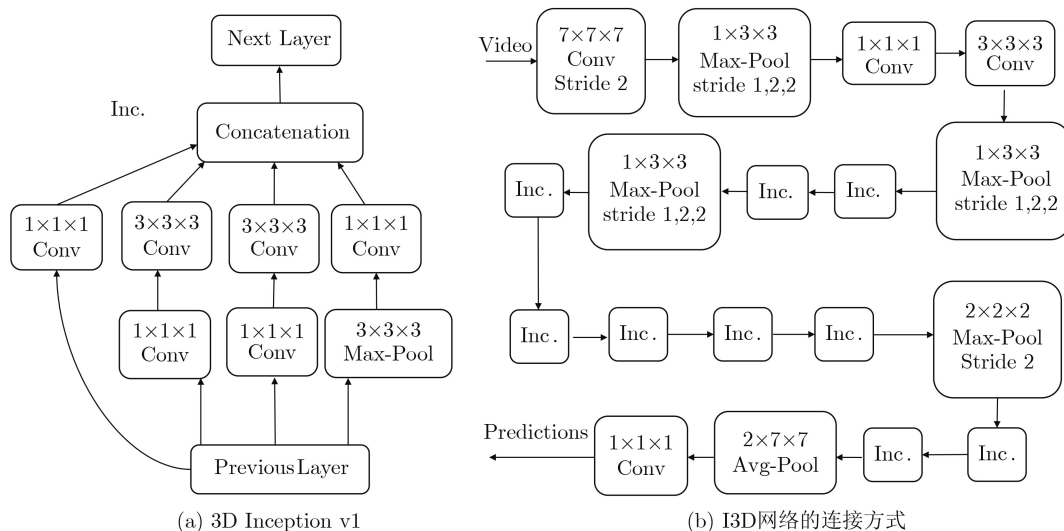 Next Layer
Inc.
Concatenation
1×1×1
Conv
3×3×3
Conv
3×3×3
Conv
1×1×1
Conv
1×1×1
Conv
1×1×1
Conv
3×3×3
Max-Pool
Previous Layer
(a) 3D Inception v1
Video
7×7×7
Conv
Stride 2
1×3×3
Max-Pool
stride 1,2,2
1×1×1
Conv
3×3×3
Conv
1×3×3
Max-Pool
stride 1,2,2
Inc.
Inc.
1×3×3
Max-Pool
stride 1,2,2
Inc.
Inc.
Inc.
Inc.
Inc.
2×2×2
Max-Pool
Stride 2
Inc.
Inc.
2×7×7
Avg-Pool
1×1×1
Conv
Predictions
(b) I3D网络的连接方式